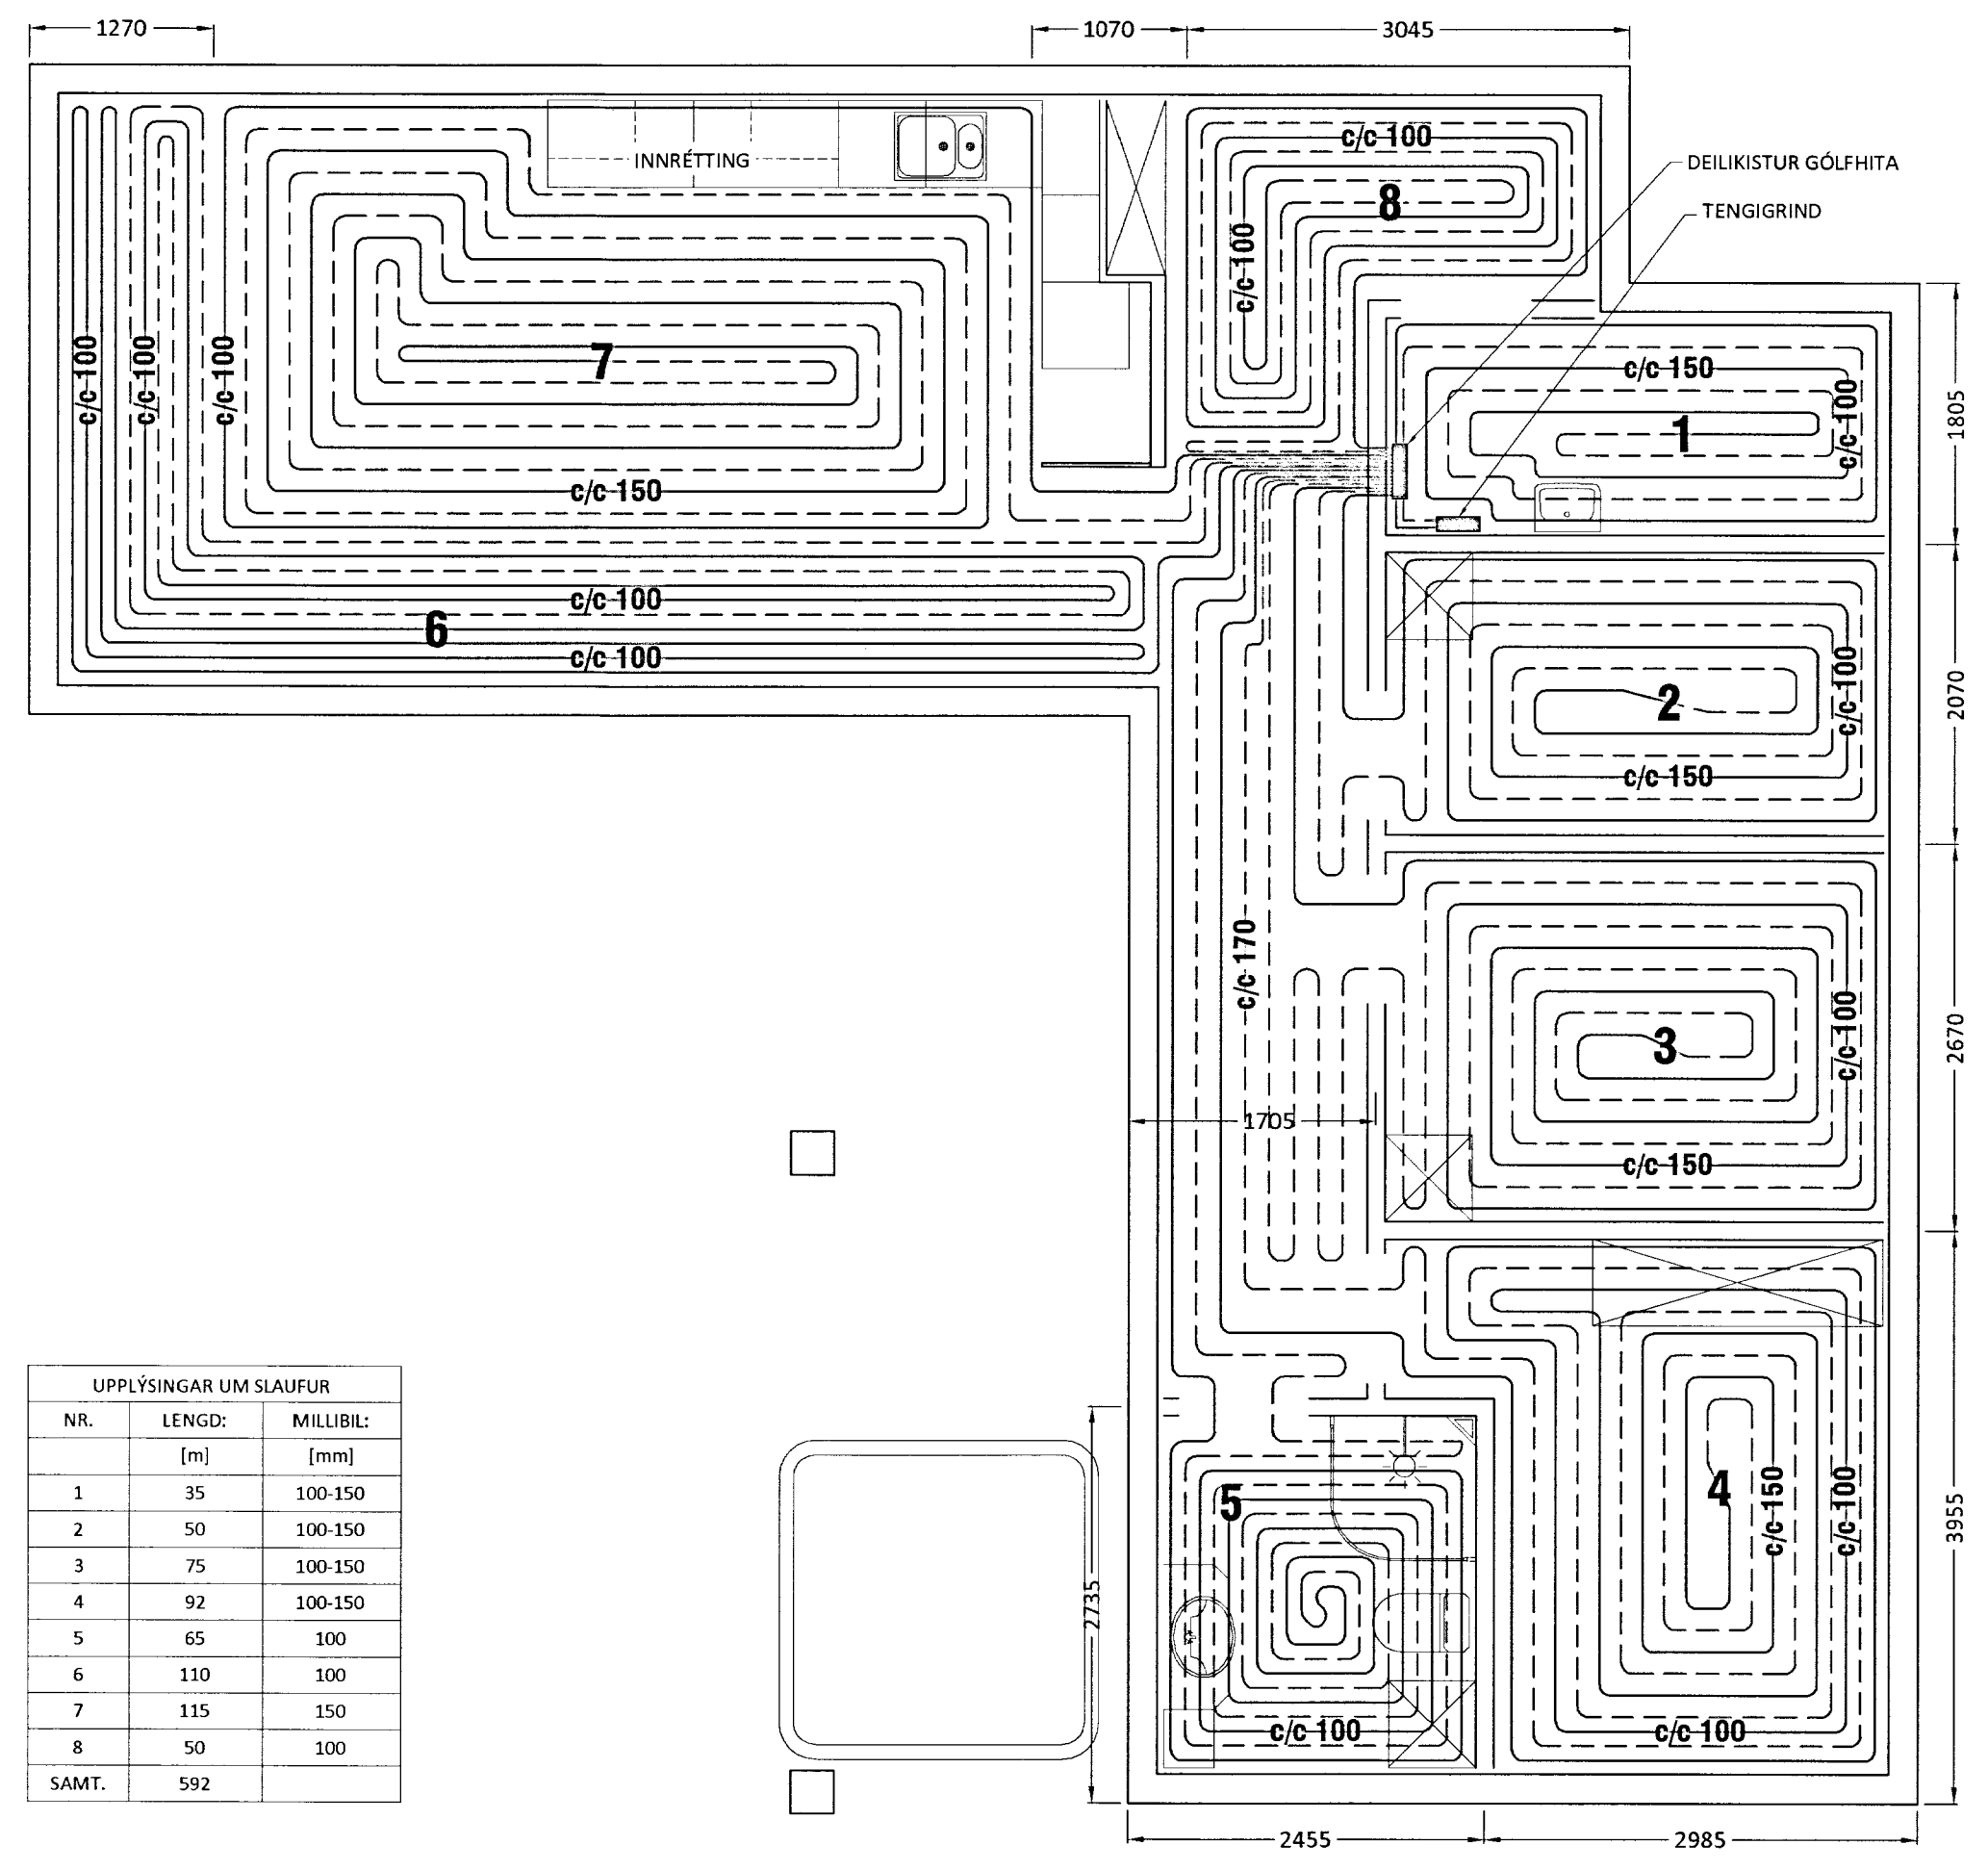 1270
1070
3045
c/c 100
INNRÉTTING
DEILIKISTUR GÓLFHITA
8
TENGIGRIND
c/c 100
c/c 100
c/c 100
c/c 100
7
c/c 150
1
c/c 100
1805
c/c 150
c/c 100
6
c/c 100
2
c/c 100
2070
c/c 150
c/c 170
3
c/c 100
2670
1705
c/c 150
5
4
c/c 150
c/c 100
3955
2735
c/c 100
c/c 100
2455
2985
UPPLÝSINGAR UM SLAUFUR
NR. LENGD: MILLIBIL:
[m] [mm]
1 35 100-150
2 50 100-150
3 75 100-150
4 92 100-150
5 65 100
6 110 100
7 115 150
8 50 100
SAMT. 592